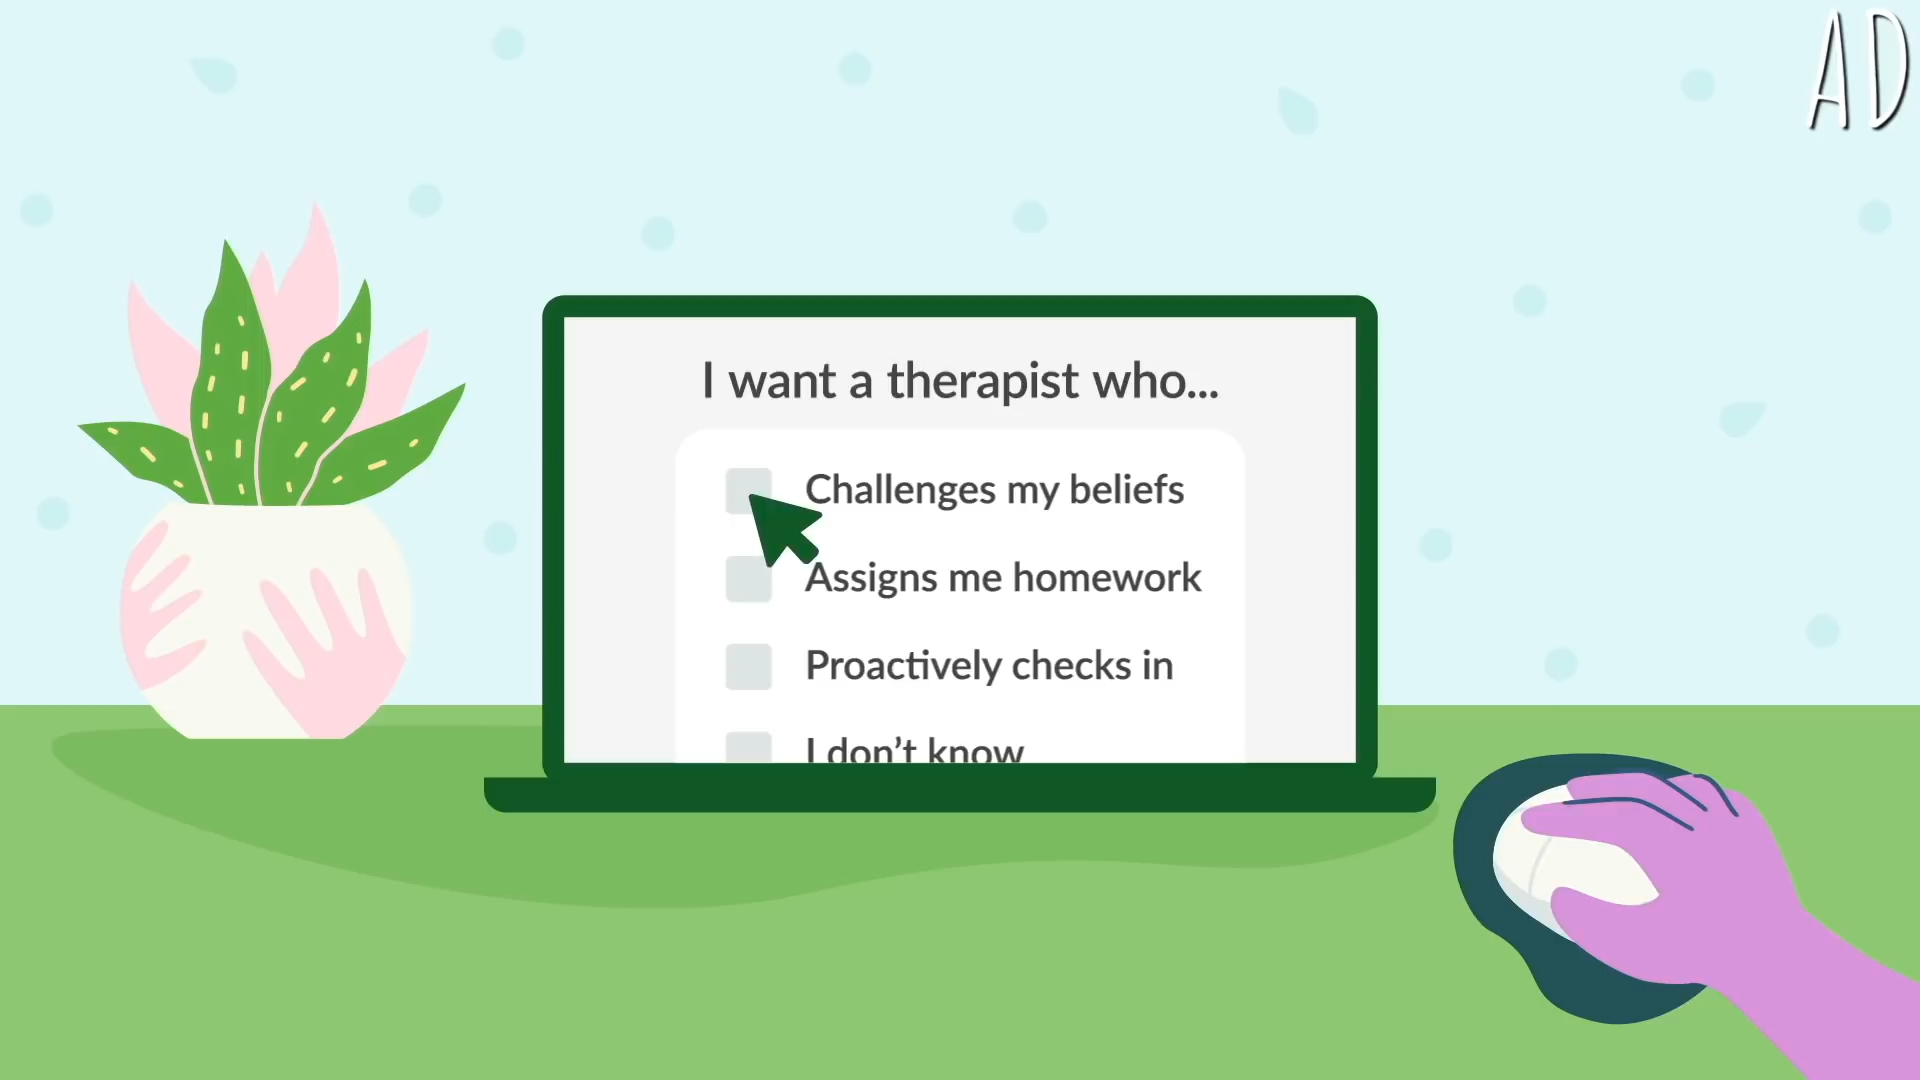 AD
I want a therapist who...
Challenges my beliefs
Assigns me homework
Proactively checks in
I don't know